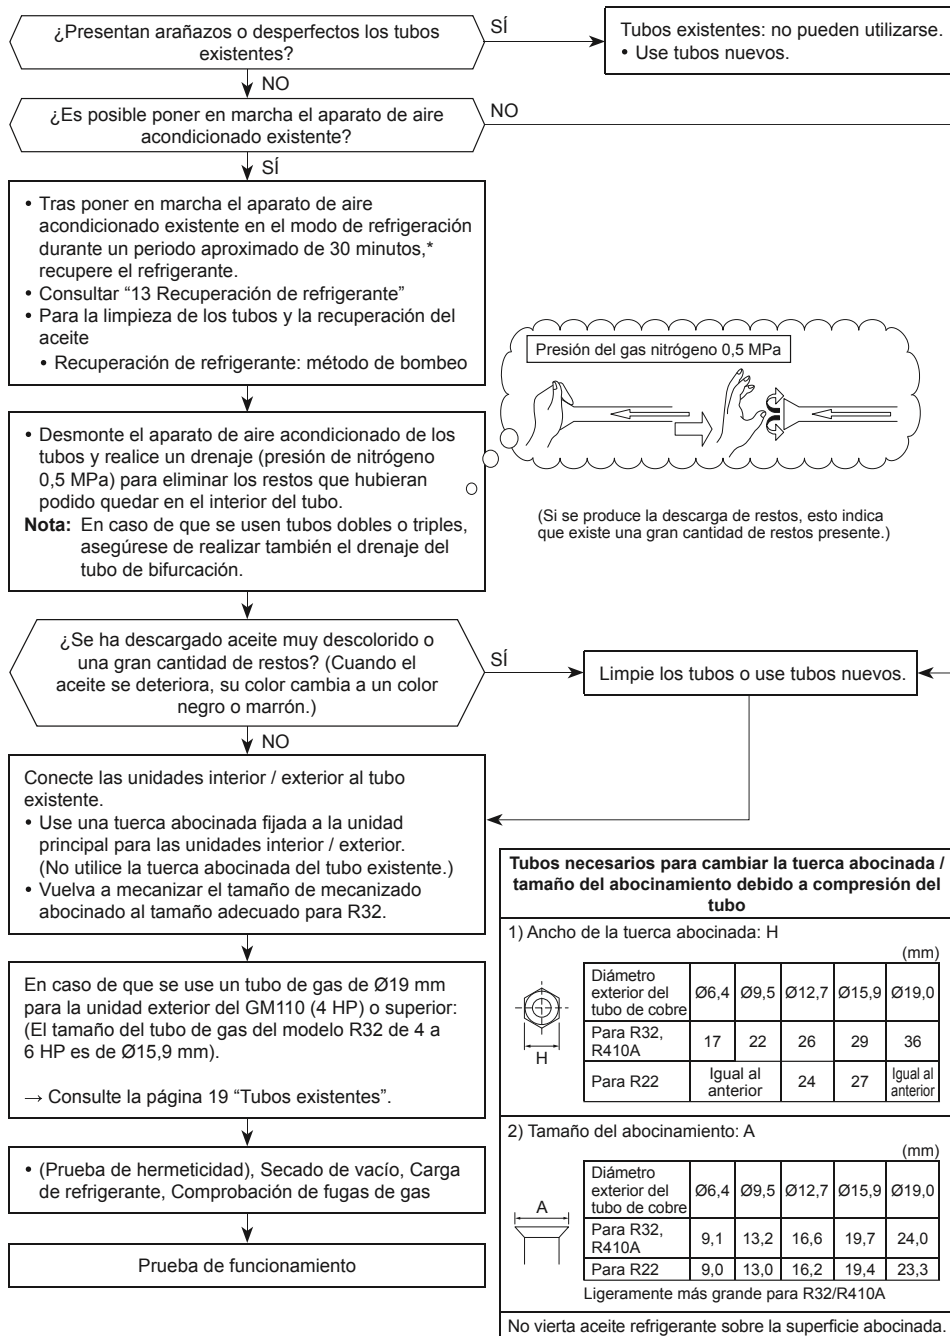 ¿Presentan arañazos o desperfectos los tubos
existentes?
SÍ
Tubos existentes: no pueden utilizarse.
• Use tubos nuevos.
NO
¿Es posible poner en marcha el aparato de aire
acondicionado existente?
NO
SÍ
• Tras poner en marcha el aparato de aire
acondicionado existente en el modo de refrigeración
durante un periodo aproximado de 30 minutos,*
recupere el refrigerante.
• Consultar “13 Recuperación de refrigerante”
• Para la limpieza de los tubos y la recuperación del
aceite
• Recuperación de refrigerante: método de bombeo
Presión del gas nitrógeno 0,5 MPa
(Si se produce la descarga de restos, esto indica
que existe una gran cantidad de restos presente.)
• Desmonte el aparato de aire acondicionado de los
tubos y realice un drenaje (presión de nitrógeno
0,5 MPa) para eliminar los restos que hubieran
podido quedar en el interior del tubo.
Nota: En caso de que se usen tubos dobles o triples,
asegúrese de realizar también el drenaje del
tubo de bifurcación.
¿Se ha descargado aceite muy descolorido o
una gran cantidad de restos? (Cuando el
aceite se deteriora, su color cambia a un color
negro o marrón.)
SÍ
Limpie los tubos o use tubos nuevos.
NO
Conecte las unidades interior / exterior al tubo
existente.
• Use una tuerca abocinada fijada a la unidad
principal para las unidades interior / exterior.
(No utilice la tuerca abocinada del tubo existente.)
• Vuelva a mecanizar el tamaño de mecanizado
abocinado al tamaño adecuado para R32.
En caso de que se use un tubo de gas de Ø19 mm
para la unidad exterior del GM110 (4 HP) o superior:
(El tamaño del tubo de gas del modelo R32 de 4 a
6 HP es de Ø15,9 mm).
→ Consulte la página 19 “Tubos existentes”.
• (Prueba de hermeticidad), Secado de vacío, Carga
de refrigerante, Comprobación de fugas de gas
Prueba de funcionamiento
Tubos necesarios para cambiar la tuerca abocinada /
tamaño del abocinamiento debido a compresión del
tubo
1) Ancho de la tuerca abocinada: H
(mm)
H
Diámetro
exterior del
tubo de cobre
Ø6,4 Ø9,5 Ø12,7 Ø15,9 Ø19,0
Para R32,
R410A
17 22 26 29 36
Para R22
Igual al
anterior
24 27
Igual al
anterior
2) Tamaño del abocinamiento: A
(mm)
A
Diámetro
exterior del
tubo de cobre
Ø6,4 Ø9,5 Ø12,7 Ø15,9 Ø19,0
Para R32,
R410A
9,1 13,2 16,6 19,7 24,0
Para R22 9,0 13,0 16,2 19,4 23,3
Ligeramente más grande para R32/R410A
No vierta aceite refrigerante sobre la superficie abocinada.